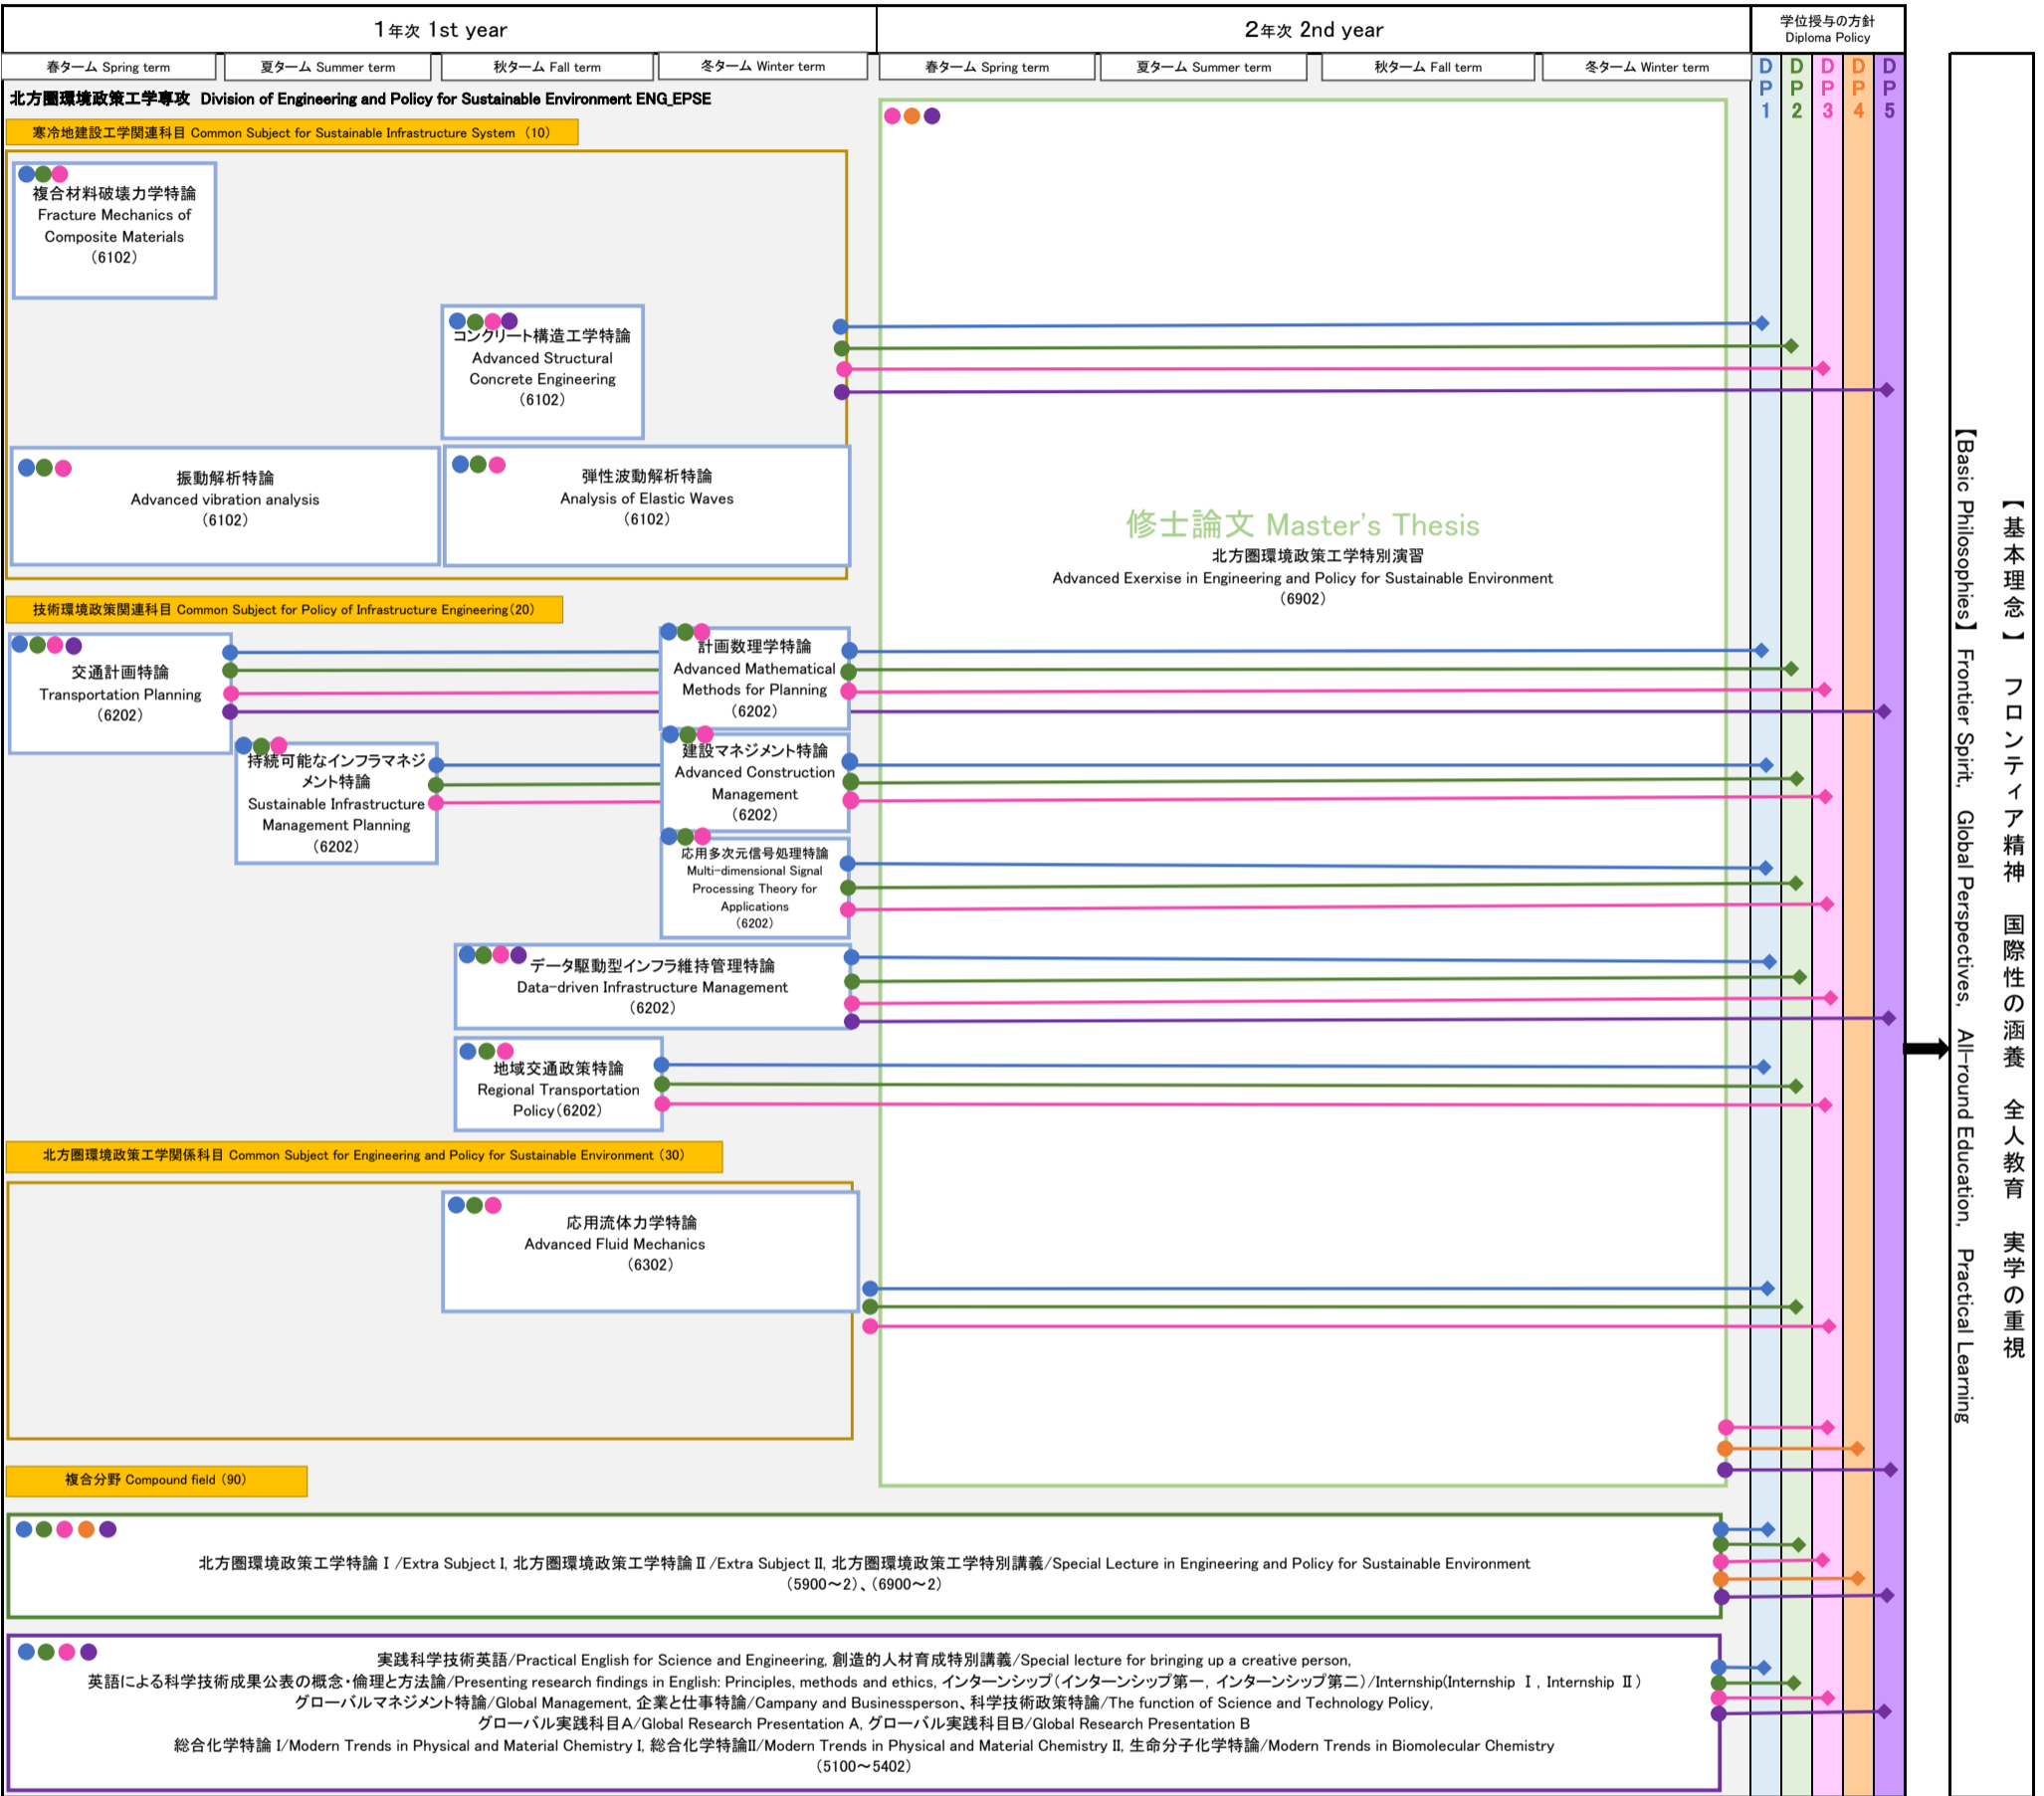 1年次 1st year
2年次 2nd year
学位授与の方針
Diploma Policy
春ターム Spring term
夏ターム Summer term
秋ターム Fall term
冬ターム Winter term
春ターム Spring term
夏ターム Summer term
秋ターム Fall term
冬ターム Winter term
DP1
DP2
DP3
DP4
DP5
北方圏環境政策工学専攻 Division of Engineering and Policy for Sustainable Environment ENG_EPSE
寒冷地建設工学関連科目 Common Subject for Sustainable Infrastructure System （10）
複合材料破壊力学特論
Fracture Mechanics of
Composite Materials
（6102）
コンクリート構造工学特論
Advanced Structural
Concrete Engineering
（6102）
振動解析特論
Advanced vibration analysis
（6102）
弾性波動解析特論
Analysis of Elastic Waves
（6102）
修士論文 Master's Thesis
北方圏環境政策工学特別演習
Advanced Exerxise in Engineering and Policy for Sustainable Environment
（6902）
技術環境政策関連科目 Common Subject for Policy of Infrastructure Engineering（20）
交通計画特論
Transportation Planning
（6202）
計画数理学特論
Advanced Mathematical
Methods for Planning
（6202）
持続可能なインフラマネジ
メント特論
Sustainable Infrastructure
Management Planning
（6202）
建設マネジメント特論
Advanced Construction
Management
（6202）
応用多次元信号処理特論
Multi-dimensional Signal
Processing Theory for
Applications
（6202）
データ駆動型インフラ維持管理特論
Data-driven Infrastructure Management
（6202）
地域交通政策特論
Regional Transportation
Policy（6202）
北方圏環境政策工学関係科目 Common Subject for Engineering and Policy for Sustainable Environment （30）
応用流体力学特論
Advanced Fluid Mechanics
（6302）
複合分野 Compound field （90）
北方圏環境政策工学特論Ⅰ/Extra Subject I, 北方圏環境政策工学特論Ⅱ/Extra Subject II, 北方圏環境政策工学特別講義/Special Lecture in Engineering and Policy for Sustainable Environment
（5900～2）、（6900～2）
実践科学技術英語/Practical English for Science and Engineering, 創造的人材育成特別講義/Special lecture for bringing up a creative person,
英語による科学技術成果公表の概念・倫理と方法論/Presenting research findings in English: Principles, methods and ethics, インターンシップ（インターンシップ第一，インターンシップ第二）/Internship(Internship Ⅰ, Internship Ⅱ)
グローバルマネジメント特論/Global Management, 企業と仕事特論/Campany and Businessperson、科学技術政策特論/The function of Science and Technology Policy,
グローバル実践科目A/Global Research Presentation A, グローバル実践科目B/Global Research Presentation B
総合化学特論 I/Modern Trends in Physical and Material Chemistry I, 総合化学特論II/Modern Trends in Physical and Material Chemistry II, 生命分子化学特論/Modern Trends in Biomolecular Chemistry
（5100～5402）
【基本理念】 フロンティア精神 国際性の涵養 全人教育 実学の重視
【Basic Philosophies】 Frontier Spirit, Global Perspectives, All-round Education, Practical Learning